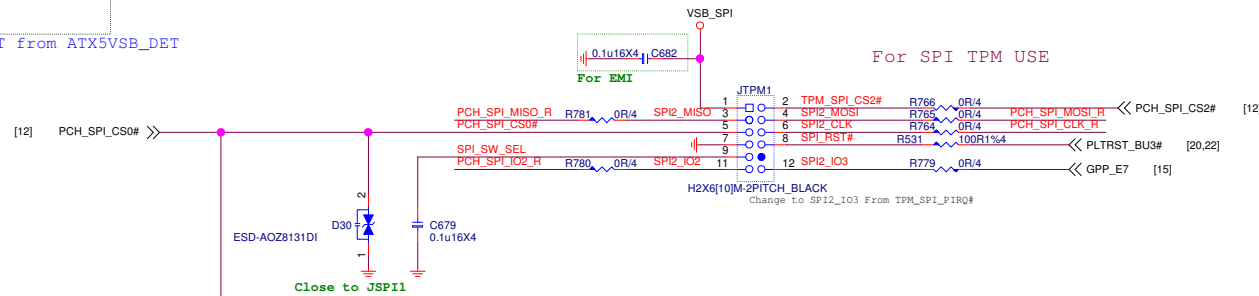 VSB_SPI
T from ATX5VSB_DET
0.1u16X4 C682
For SPI TPM USE
For EMI
JTPM1
1 2 TPM_SPI_CS2# R766 0R/4 PCH_SPI_CS2# [12
PCH_SPI_MISO_R R781 0R/4 SPI2_MISO 3 4 SPI2_MOSI R765 0R/4 PCH_SPI_MOSI_R
[12] PCH_SPI_CS0# PCH_SPI_CS0# 5 6 SPI2_CLK R764 0R/4 PCH_SPI_CLK_R
7 8 SPI_RST# R531 100R1%4 PLTRST_BU3# [20,22]
SPI_SW_SEL 9
PCH_SPI_IO2_R R780 0R/4 SPI2_IO2 11 12 SPI2_IO3 R779 0R/4 GPP_E7 [15]
H2X6[10]M-2PITCH_BLACK
Change to SPI2_IO3 From TPM_SPI_PIRQ#
2
D30
ESD-AOZ8131DI
1
C679
0.1u16X4
Close to JSPI1